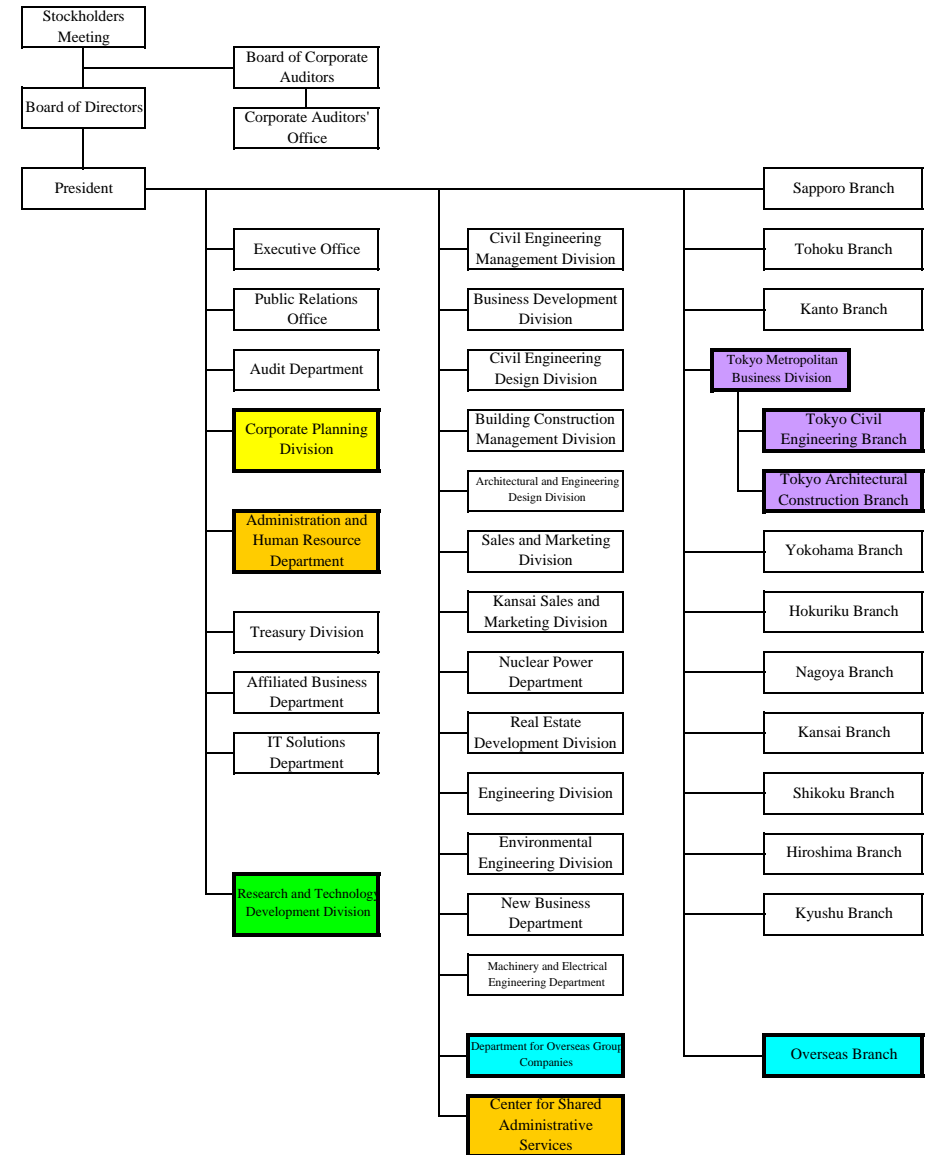 Stockholders
Meeting
Board of Corporate
Auditors
Board of Directors
Corporate Auditors'
Office
President
Executive Office
Public Relations
Office
Audit Department
Corporate Planning
Division
Administration and
Human Resource
Department
Treasury Division
Affiliated Business
Department
IT Solutions
Department
Research and Technology
Development Division
Civil Engineering
Management Division
Business Development
Division
Civil Engineering
Design Division
Building Construction
Management Division
Architectural and Engineering
Design Division
Sales and Marketing
Division
Kansai Sales and
Marketing Division
Nuclear Power
Department
Real Estate
Development Division
Engineering Division
Environmental
Engineering Division
New Business
Department
Machinery and Electrical
Engineering Department
Department for Overseas Group
Companies
Center for Shared
Administrative
Services
Sapporo Branch
Tohoku Branch
Kanto Branch
Tokyo Metropolitan
Business Division
Tokyo Civil
Engineering Branch
Tokyo Architectural
Construction Branch
Yokohama Branch
Hokuriku Branch
Nagoya Branch
Kansai Branch
Shikoku Branch
Hiroshima Branch
Kyushu Branch
Overseas Branch